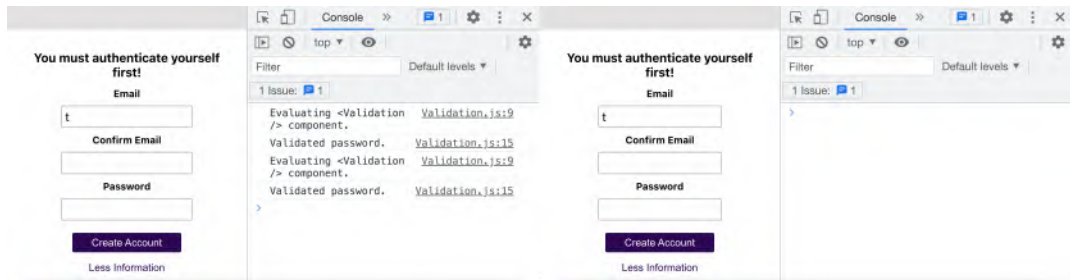 Console » 1
top ▼
Filter Default levels ▼
1 Issue: 1
You must authenticate yourself
first!
Email
t
Confirm Email
Password
Create Account
Less Information
Evaluating <Validation Validation.js:9
/> component.
Validated password. Validation.js:15
Evaluating <Validation Validation.js:9
/> component.
Validated password. Validation.js:15
>
Console » 1
top ▼
Filter Default levels ▼
1 Issue: 1
You must authenticate yourself
first!
Email
t
Confirm Email
Password
Create Account
Less Information
>